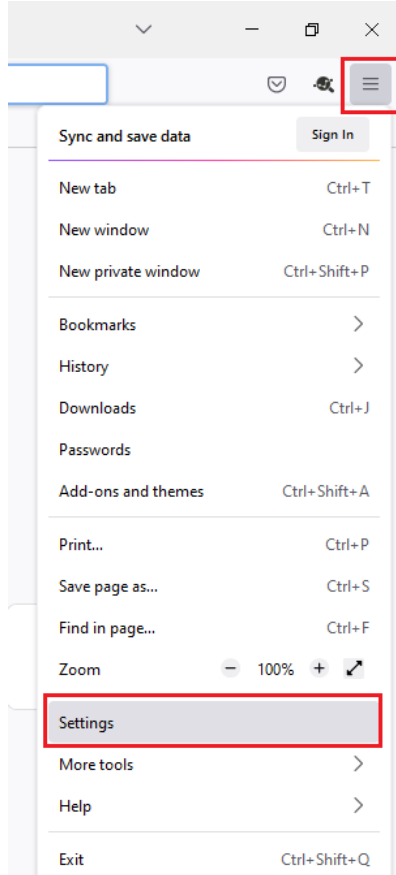 Sync and save data Sign In
New tab Ctrl+T
New window Ctrl+N
New private window Ctrl+Shift+P
Bookmarks
History
Downloads Ctrl+J
Passwords
Add-ons and themes Ctrl+Shift+A
Print... Ctrl+P
Save page as... Ctrl+S
Find in page... Ctrl+F
Zoom − 100% +
Settings
More tools
Help
Exit Ctrl+Shift+Q